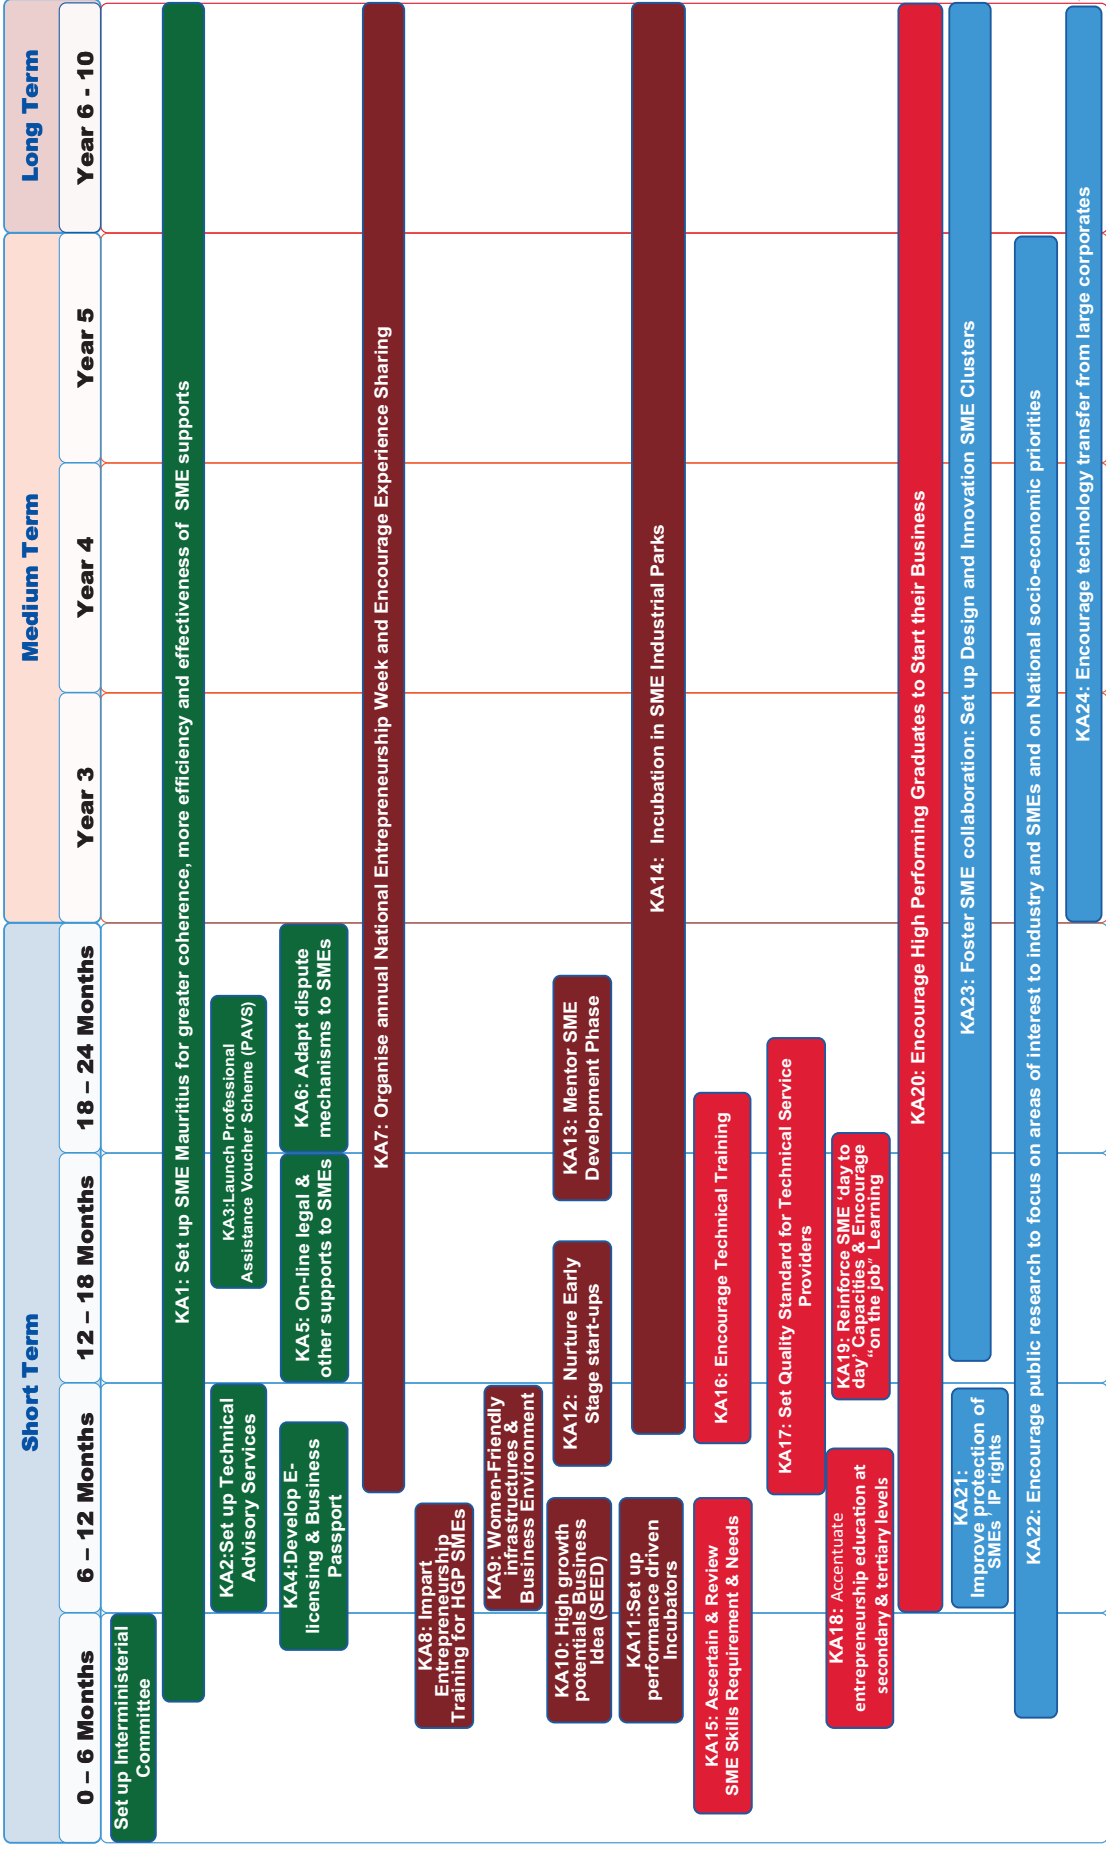 Short Term
Medium Term
Long Term
0 – 6 Months
6 – 12 Months
12 – 18 Months
18 – 24 Months
Year 3
Year 4
Year 5
Year 6 - 10
Set up Interministerial
Committee
KA1: Set up SME Mauritius for greater coherence, more efficiency and effectiveness of SME supports
KA2:Set up Technical
Advisory Services
KA3:Launch Professional
Assistance Voucher Scheme (PAVS)
KA4:Develop E-
licensing & Business
Passport
KA5: On-line legal &
other supports to SMEs
KA6: Adapt dispute
mechanisms to SMEs
KA7: Organise annual National Entrepreneurship Week and Encourage Experience Sharing
KA8: Impart
Entrepreneurship
Training for HGP SMEs
KA9: Women-Friendly
infrastructures &
Business Environment
KA10: High growth
potentials Business
Idea (SEED)
KA12: Nurture Early
Stage start-ups
KA13: Mentor SME
Development Phase
KA11:Set up
performance driven
Incubators
KA14: Incubation in SME Industrial Parks
KA15: Ascertain & Review
SME Skills Requirement & Needs
KA16: Encourage Technical Training
KA17: Set Quality Standard for Technical Service
Providers
KA18: Accentuate
entrepreneurship education at
secondary & tertiary levels
KA19: Reinforce SME ‘day to
day’ Capacities & Encourage
“on the job” Learning
KA20: Encourage High Performing Graduates to Start their Business
KA21:
Improve protection of
SMEs’ IP rights
KA23: Foster SME collaboration: Set up Design and Innovation SME Clusters
KA22: Encourage public research to focus on areas of interest to industry and SMEs and on National socio-economic priorities
KA24: Encourage technology transfer from large corporates